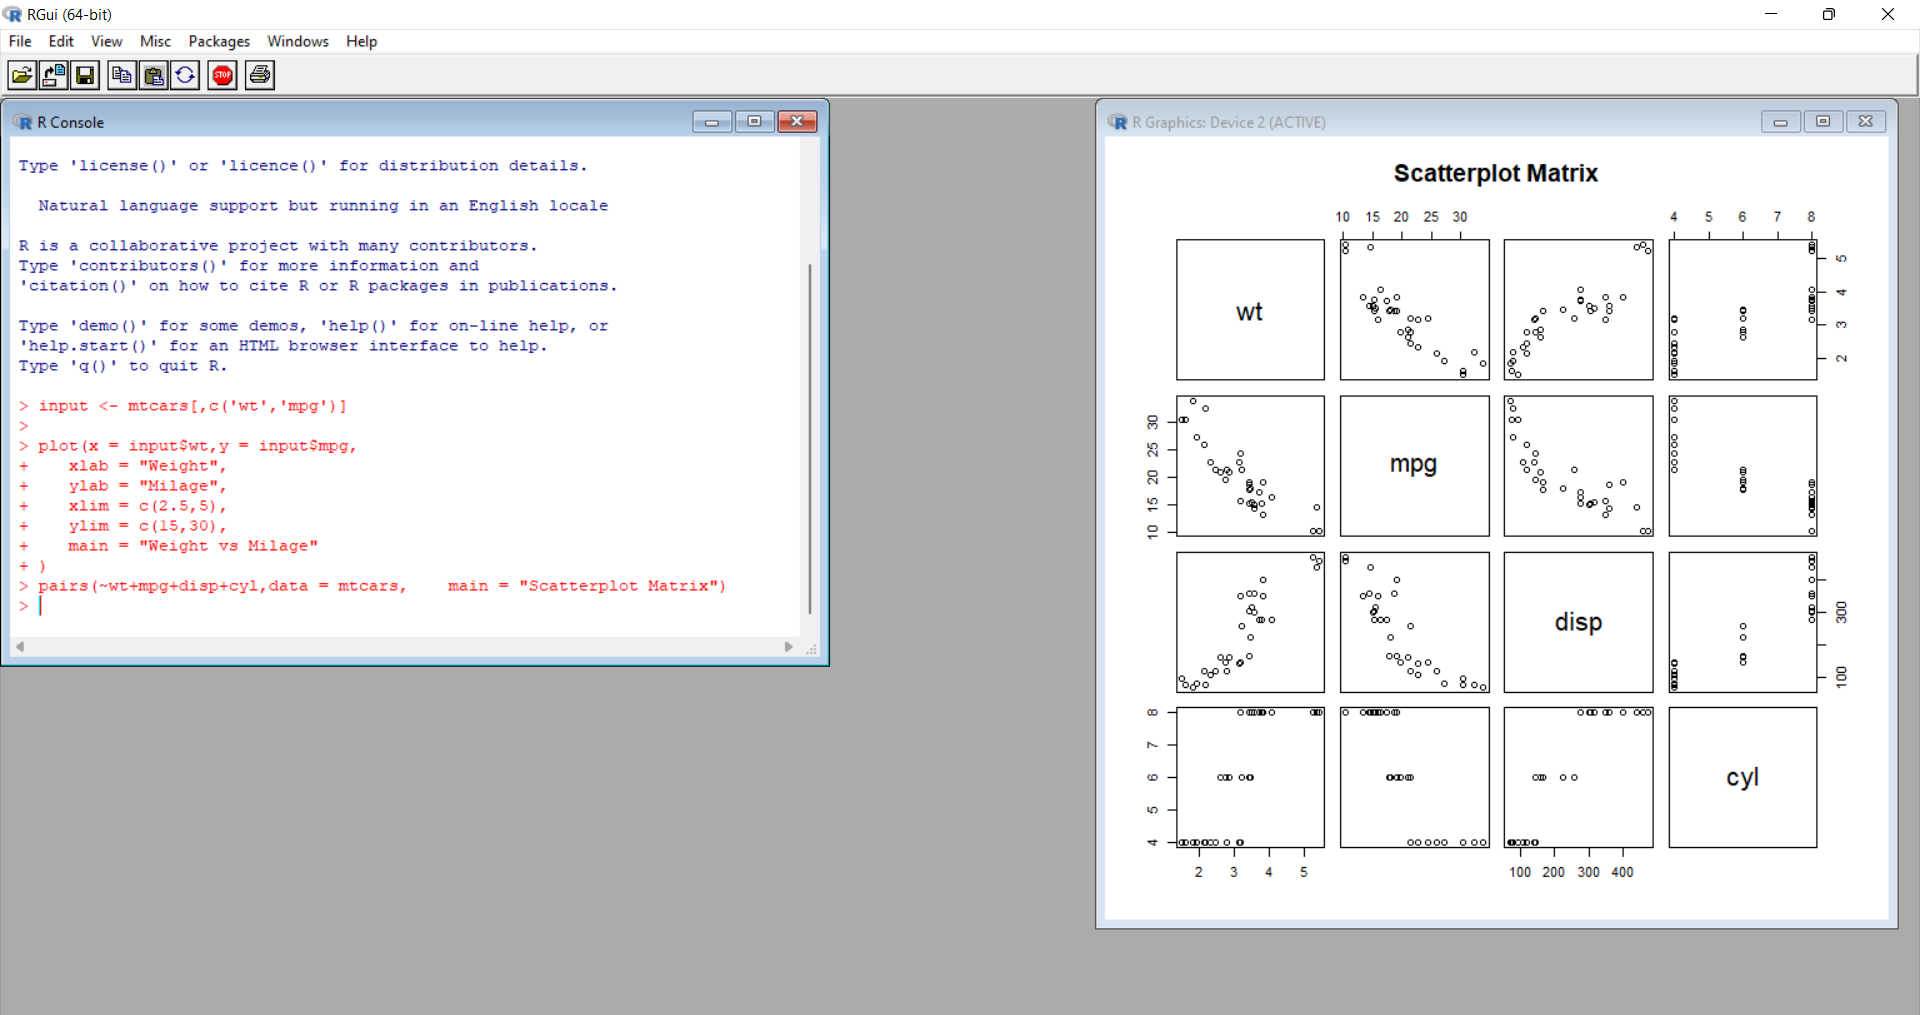 RGui (64-bit)
File Edit View Misc Packages Windows Help
STOP
R Console
Type 'license()' or 'licence()' for distribution details.
Natural language support but running in an English locale
R is a collaborative project with many contributors.
Type 'contributors()' for more information and
'citation()' on how to cite R or R packages in publications.
Type 'demo()' for some demos, 'help()' for on-line help, or
'help.start()' for an HTML browser interface to help.
Type 'q()' to quit R.
> input <- mtcars[,c('wt','mpg')]
>
> plot(x = input$wt,y = input$mpg,
+    xlab = "Weight",
+    ylab = "Milage",
+    xlim = c(2.5,5),
+    ylim = c(15,30),
+    main = "Weight vs Milage"
+ )
> pairs(~wt+mpg+disp+cyl,data = mtcars,    main = "Scatterplot Matrix")
>
R Graphics: Device 2 (ACTIVE)
Scatterplot Matrix
10 15 20 25 30
4 5 6 7 8
wt
5
4
3
2
30
25
20
15
10
mpg
disp
300
100
8
7
6
5
4
cyl
2 3 4 5
100 200 300 400